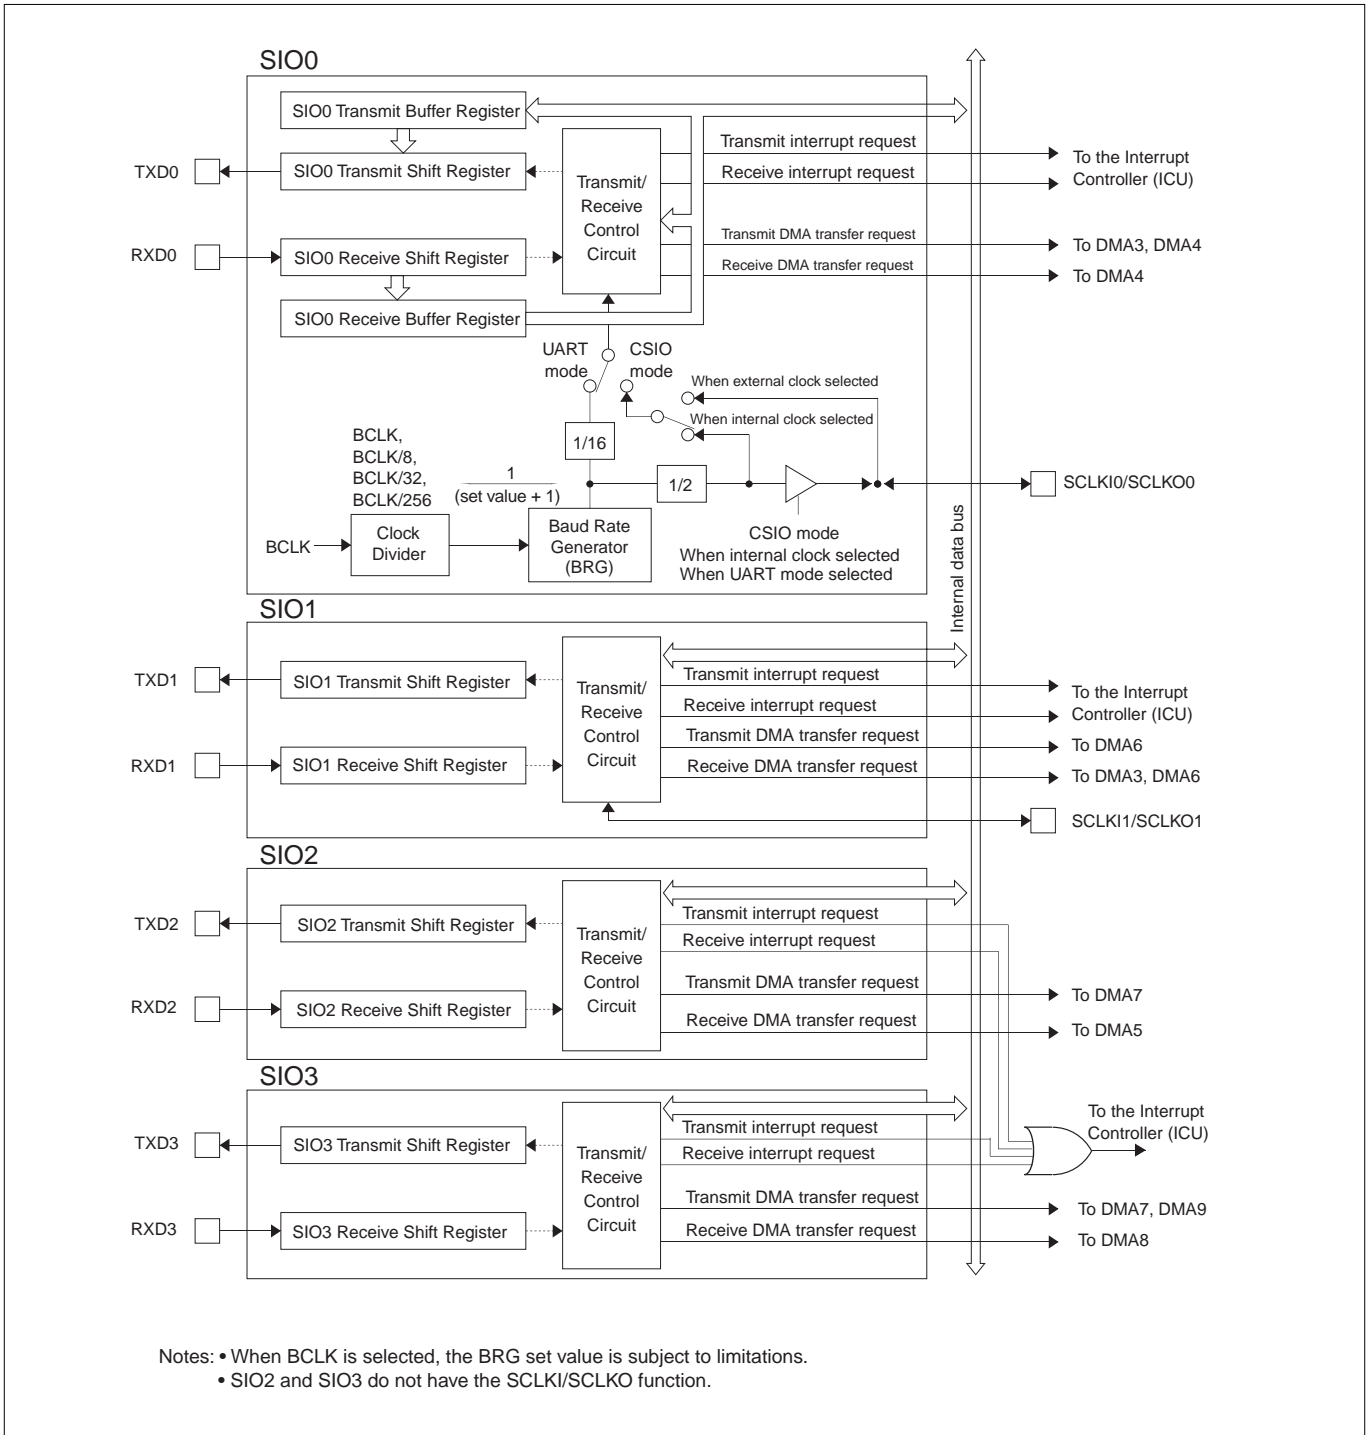 SIO0
SIO0 Transmit Buffer Register
TXD0
SIO0 Transmit Shift Register
RXD0
SIO0 Receive Shift Register
SIO0 Receive Buffer Register
Transmit/
Receive
Control
Circuit
Transmit interrupt request
Receive interrupt request
To the Interrupt
Controller (ICU)
Transmit DMA transfer request
To DMA3, DMA4
Receive DMA transfer request
To DMA4
UART
mode
CSIO
mode
When external clock selected
When internal clock selected
BCLK,
BCLK/8,
BCLK/32,
BCLK/256
1
(set value + 1)
1/16
1/2
SCLKI0/SCLKO0
BCLK
Clock
Divider
Baud Rate
Generator
(BRG)
CSIO mode
When internal clock selected
When UART mode selected
Internal data bus
SIO1
TXD1
SIO1 Transmit Shift Register
RXD1
SIO1 Receive Shift Register
Transmit/
Receive
Control
Circuit
Transmit interrupt request
Receive interrupt request
To the Interrupt
Controller (ICU)
Transmit DMA transfer request
To DMA6
Receive DMA transfer request
To DMA3, DMA6
SCLKI1/SCLKO1
SIO2
TXD2
SIO2 Transmit Shift Register
RXD2
SIO2 Receive Shift Register
Transmit/
Receive
Control
Circuit
Transmit interrupt request
Receive interrupt request
Transmit DMA transfer request
To DMA7
Receive DMA transfer request
To DMA5
SIO3
TXD3
SIO3 Transmit Shift Register
RXD3
SIO3 Receive Shift Register
Transmit/
Receive
Control
Circuit
Transmit interrupt request
Receive interrupt request
To the Interrupt
Controller (ICU)
Transmit DMA transfer request
To DMA7, DMA9
Receive DMA transfer request
To DMA8
Notes: • When BCLK is selected, the BRG set value is subject to limitations.
• SIO2 and SIO3 do not have the SCLKI/SCLKO function.